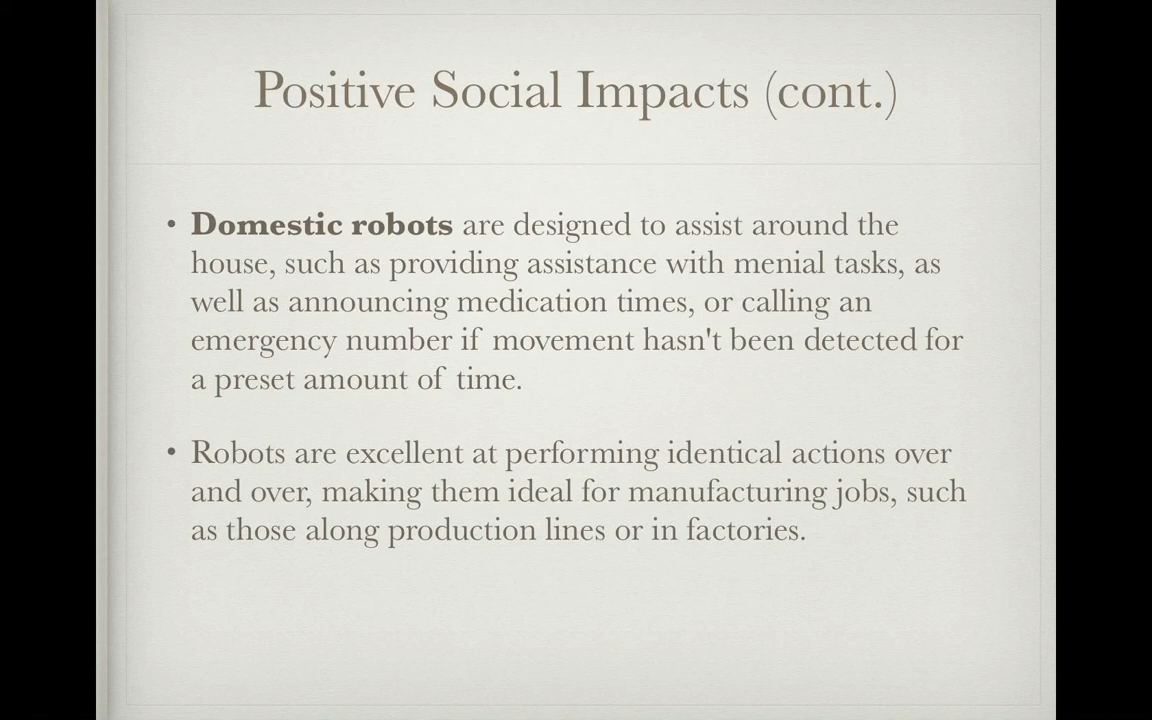 Positive Social Impacts (cont.)
• Domestic robots are designed to assist around the
house, such as providing assistance with menial tasks, as
well as announcing medication times, or calling an
emergency number if movement hasn't been detected for
a preset amount of time.
• Robots are excellent at performing identical actions over
and over, making them ideal for manufacturing jobs, such
as those along production lines or in factories.